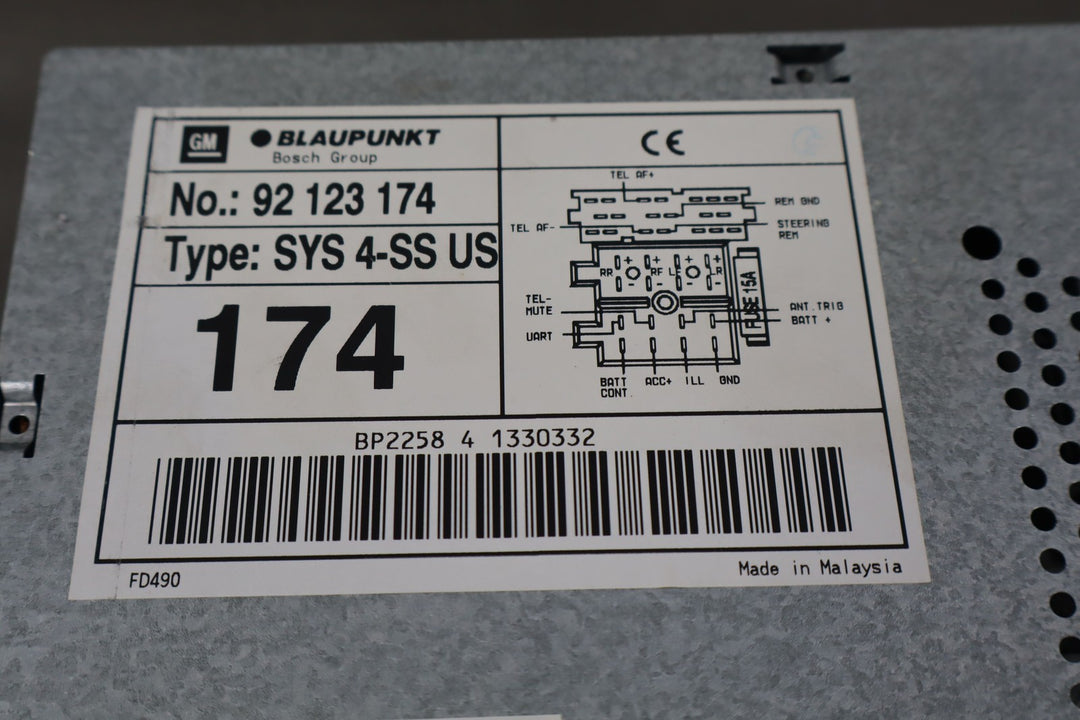 GM
BLAUPUNKT
Bosch Group
No.: 92 123 174
Type: SYS 4-SS US
174
CE
TEL AF+
REM GND
TEL AF-
STEERING
REM
+ + + +
RR RF LF LR
- - - -
FUSE 15A
TEL-
MUTE
ANT.TRIG
BATT +
UART
BATT
CONT.
ACC+
ILL
GND
BP2258 4 1330332
FD490
Made in Malaysia